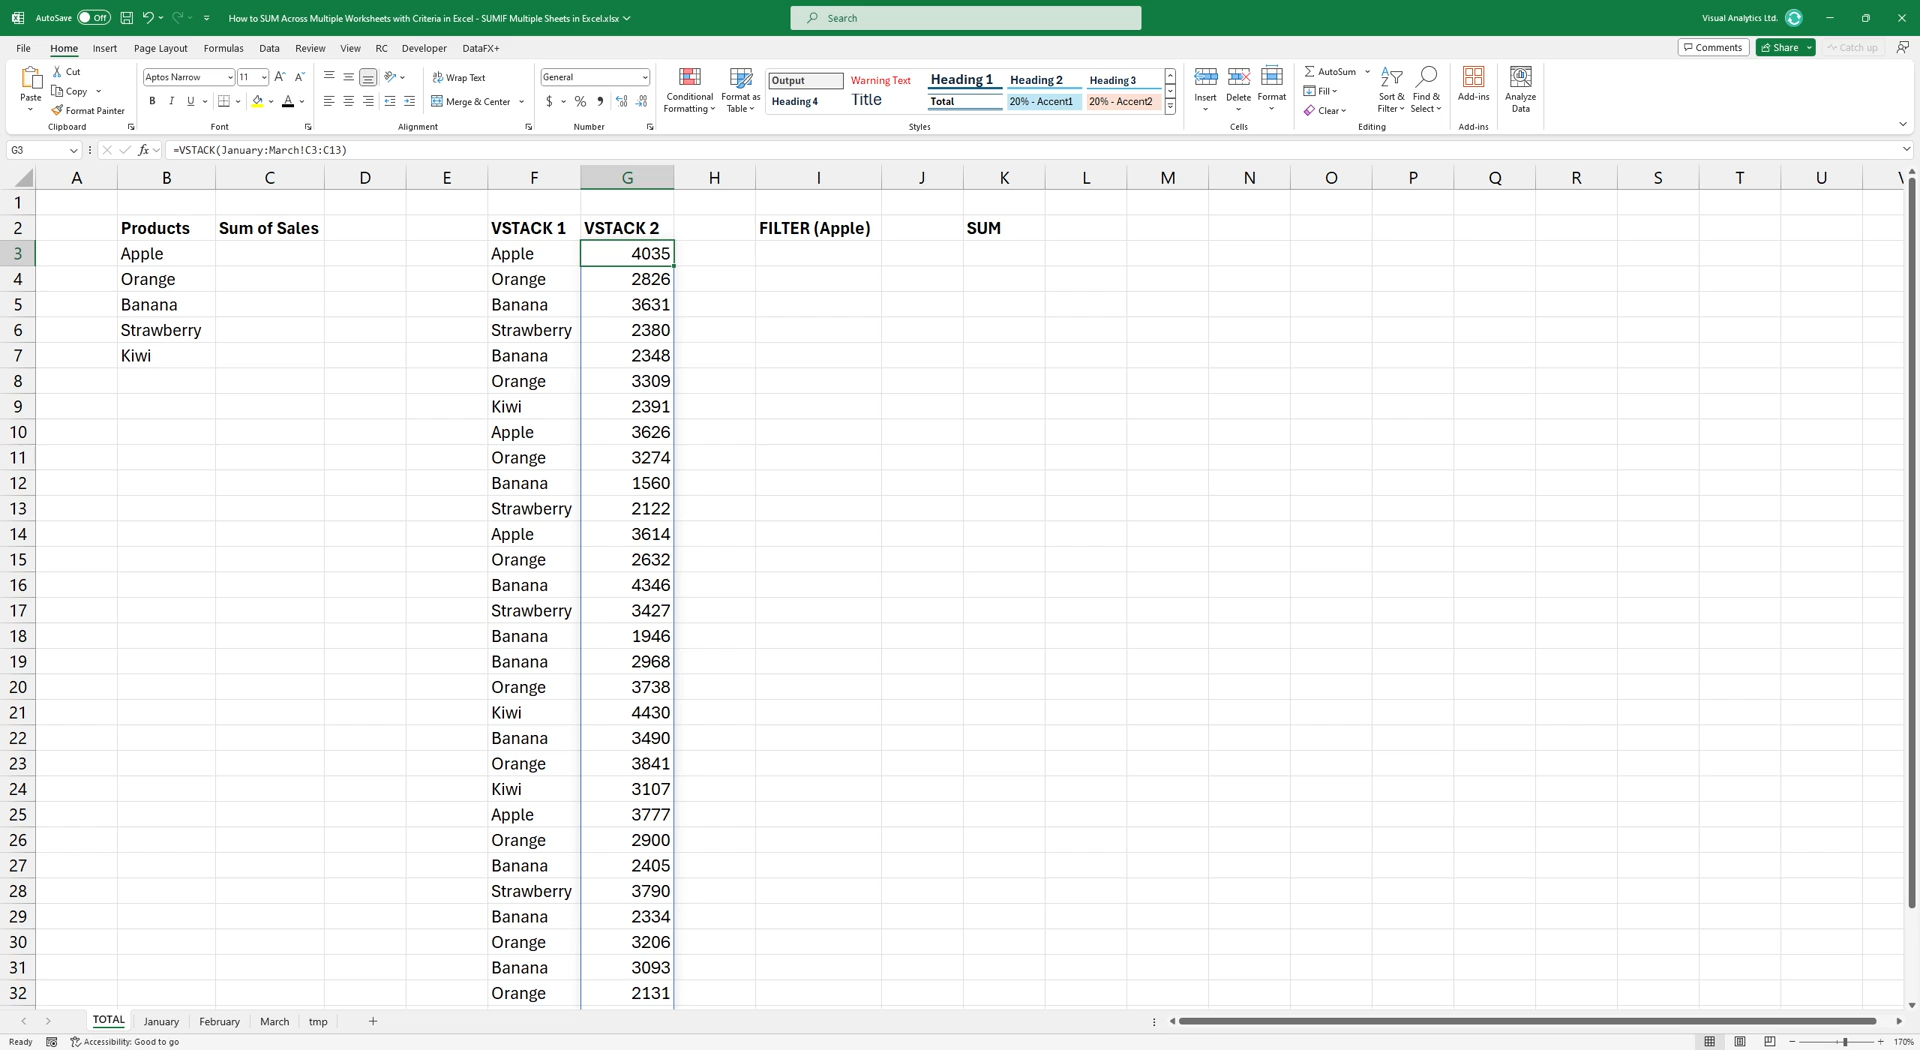 AutoSave Off How to SUM Across Multiple Worksheets with Criteria in Excel - SUMIF Multiple Sheets in Excel.xlsx Search Visual Analytics Ltd.
File Home Insert Page Layout Formulas Data Review View RC Developer DataFX+ Comments Share Catch up
Paste
Cut
Copy
Format Painter
Clipboard
Aptos Narrow 11
B I U
Font
Wrap Text
Merge & Center
Alignment
General
Number
Conditional Formatting
Format as Table
Output Warning Text Heading 1 Heading 2 Heading 3
Heading 4 Title Total 20% - Accent1 20% - Accent2
Styles
Insert Delete Format
Cells
AutoSum
Fill
Clear
Sort & Filter
Find & Select
Editing
Add-ins
Add-ins
Analyze Data
G3 fx =VSTACK(January:March!C3:C13)
A B C D E F G H I J K L M N O P Q R S T U V
1
2 Products Sum of Sales VSTACK 1 VSTACK 2 FILTER (Apple) SUM
3 Apple Apple 4035
4 Orange Orange 2826
5 Banana Banana 3631
6 Strawberry Strawberry 2380
7 Kiwi Banana 2348
8 Orange 3309
9 Kiwi 2391
10 Apple 3626
11 Orange 3274
12 Banana 1560
13 Strawberry 2122
14 Apple 3614
15 Orange 2632
16 Banana 4346
17 Strawberry 3427
18 Banana 1946
19 Banana 2968
20 Orange 3738
21 Kiwi 4430
22 Banana 3490
23 Orange 3841
24 Kiwi 3107
25 Apple 3777
26 Orange 2900
27 Banana 2405
28 Strawberry 3790
29 Banana 2334
30 Orange 3206
31 Banana 3093
32 Orange 2131
TOTAL January February March tmp +
Ready Accessibility: Good to go 170%